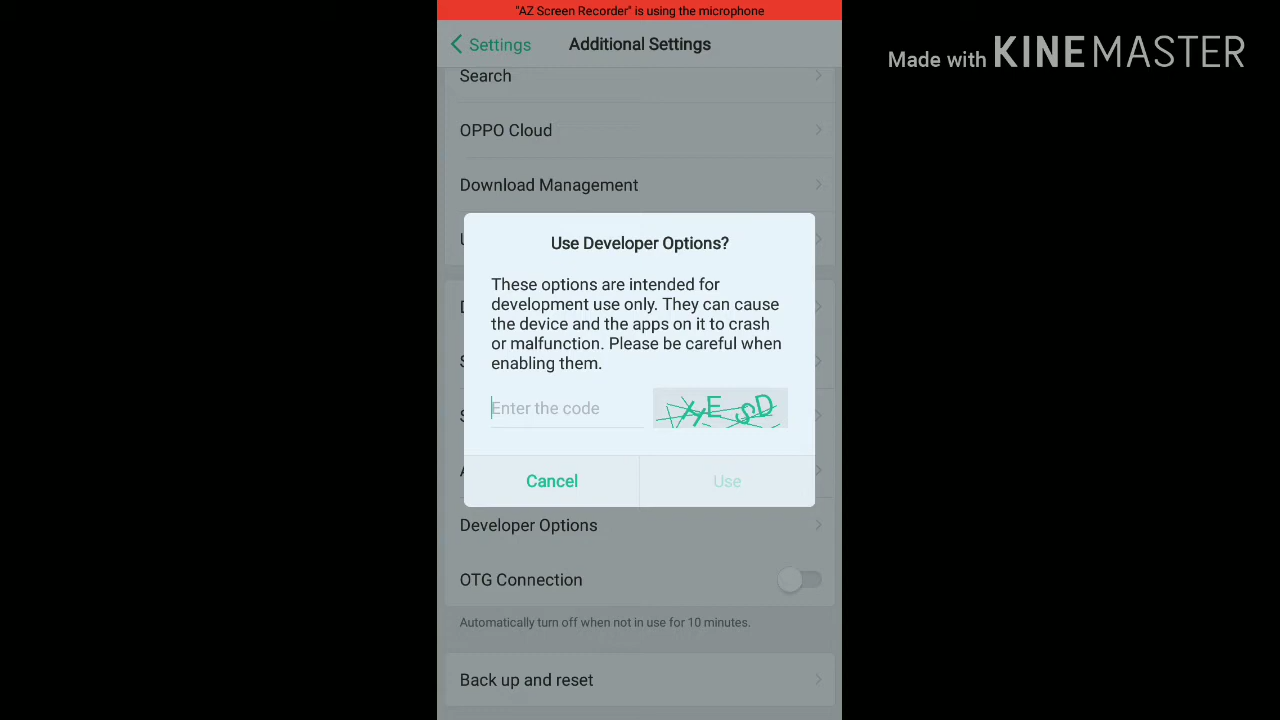 "AZ Screen Recorder" is using the microphone
Settings
Additional Settings
Made with KINEMASTER
Search
OPPO Cloud
Download Management
Use Developer Options?
These options are intended for
development use only. They can cause
the device and the apps on it to crash
or malfunction. Please be careful when
enabling them.
Enter the code
Cancel
Use
Developer Options
OTG Connection
Automatically turn off when not in use for 10 minutes.
Back up and reset